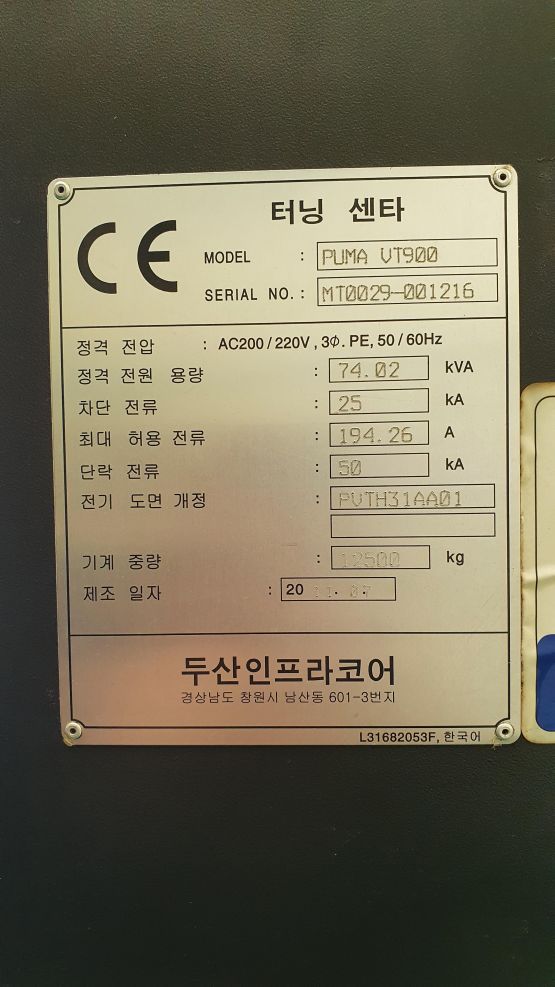 CE
터닝 센타
MODEL : PUMA VT900
SERIAL NO. : MT0029-001216
정격 전압 : AC200 / 220V , 3Φ. PE, 50 / 60Hz
정격 전원 용량 : 74.02 kVA
차단 전류 : 25 kA
최대 허용 전류 : 194.26 A
단락 전류 : 50 kA
전기 도면 개정 : PVTH31AA01
기계 중량 : 12500 kg
제조 일자 : 20 11. 07
두산인프라코어
경상남도 창원시 남산동 601-3번지
L31682053F, 한국어